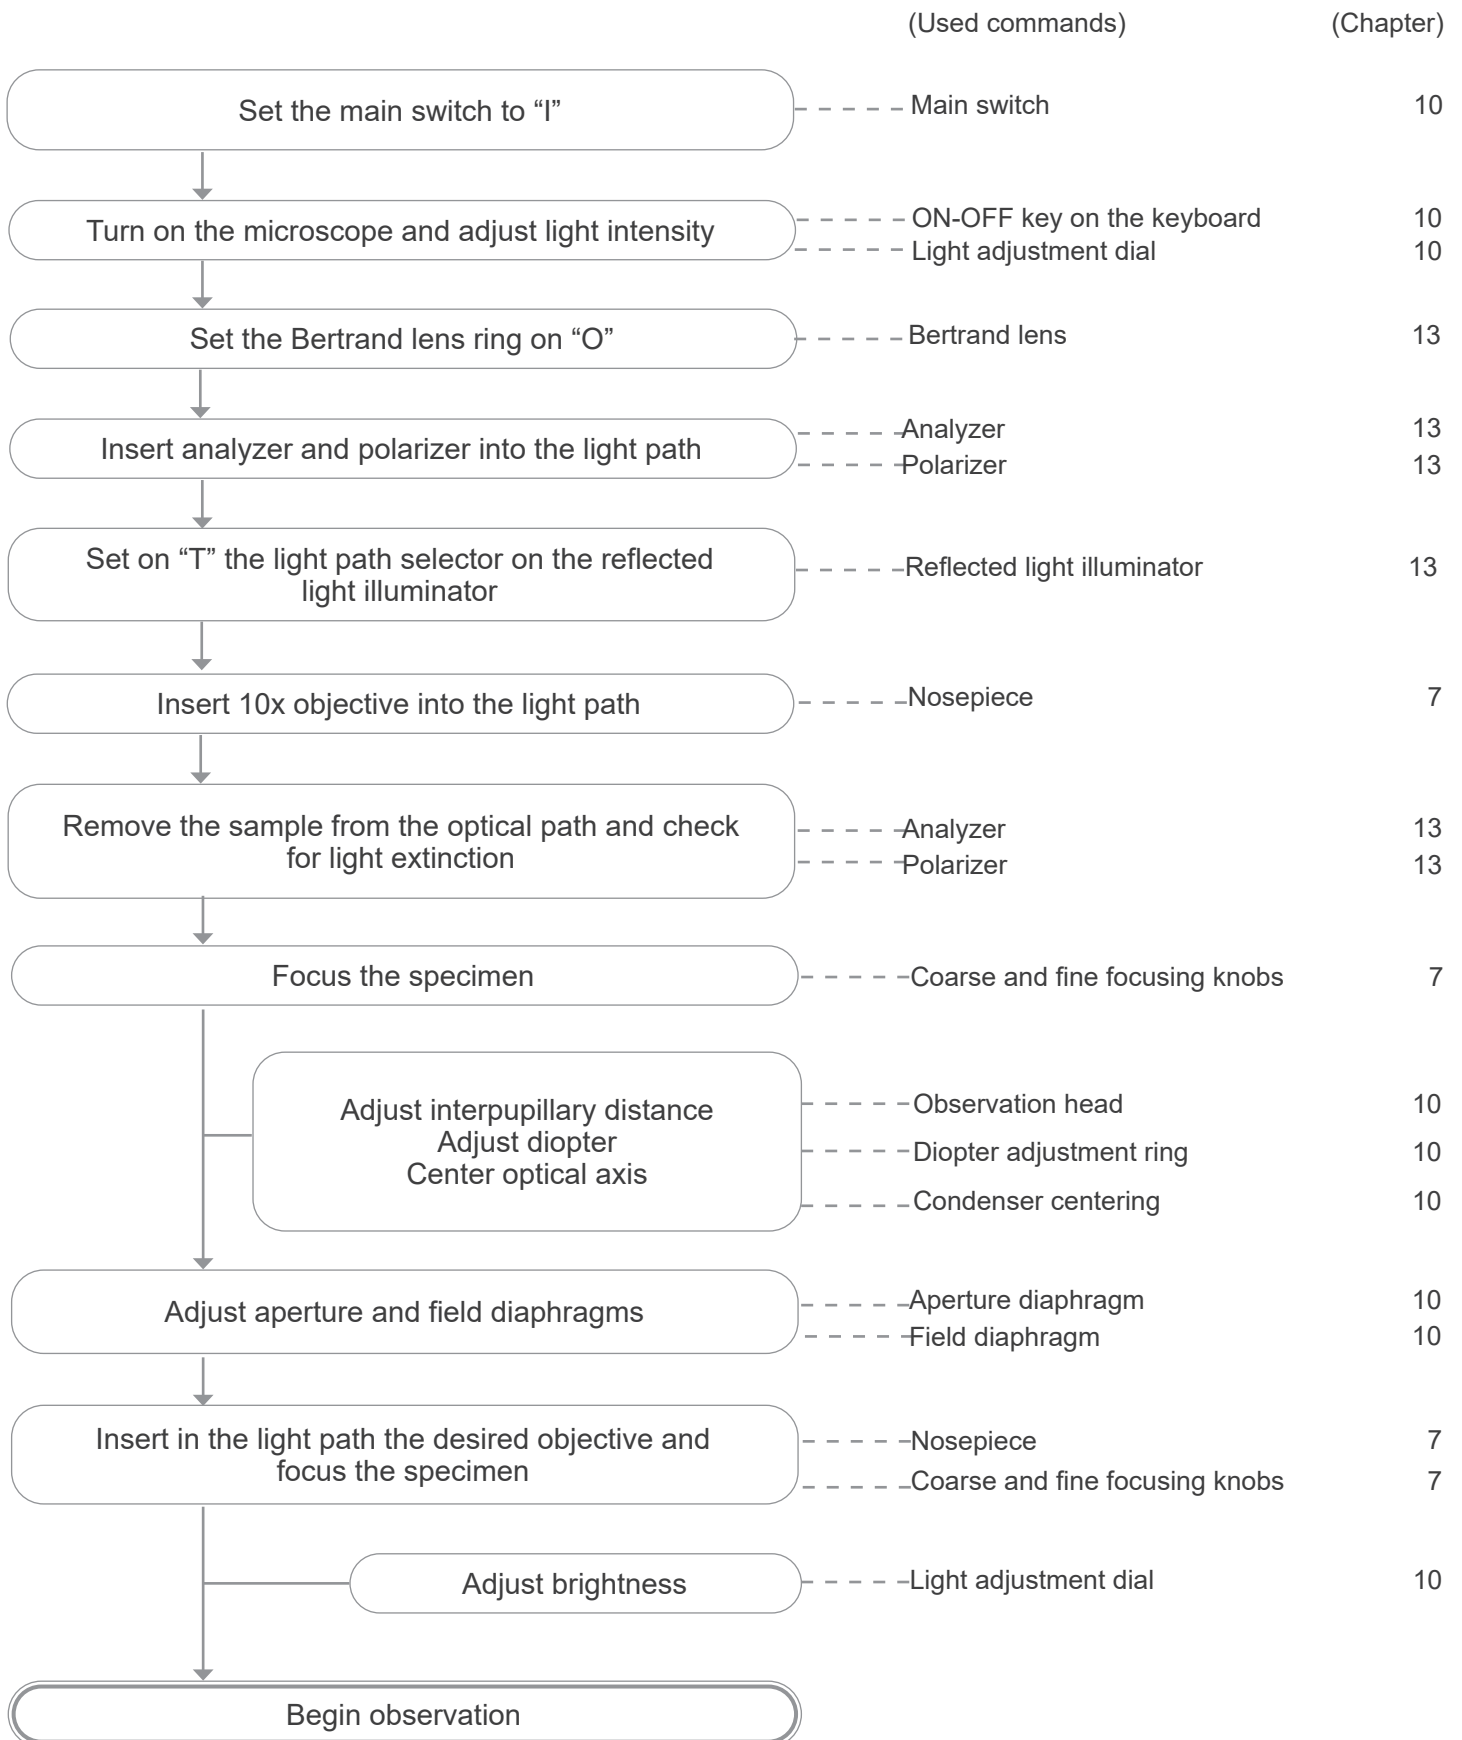 (Used commands) (Chapter)
Set the main switch to “I” Main switch 10
Turn on the microscope and adjust light intensity ON-OFF key on the keyboard 10
Light adjustment dial 10
Set the Bertrand lens ring on “O” Bertrand lens 13
Insert analyzer and polarizer into the light path Analyzer 13
Polarizer 13
Set on “T” the light path selector on the reflected
light illuminator
Reflected light illuminator 13
Insert 10x objective into the light path Nosepiece 7
Remove the sample from the optical path and check
for light extinction
Analyzer 13
Polarizer 13
Focus the specimen Coarse and fine focusing knobs 7
Adjust interpupillary distance
Adjust diopter
Center optical axis
Observation head 10
Diopter adjustment ring 10
Condenser centering 10
Adjust aperture and field diaphragms
Aperture diaphragm 10
Field diaphragm 10
Insert in the light path the desired objective and
focus the specimen
Nosepiece 7
Coarse and fine focusing knobs 7
Adjust brightness Light adjustment dial 10
Begin observation